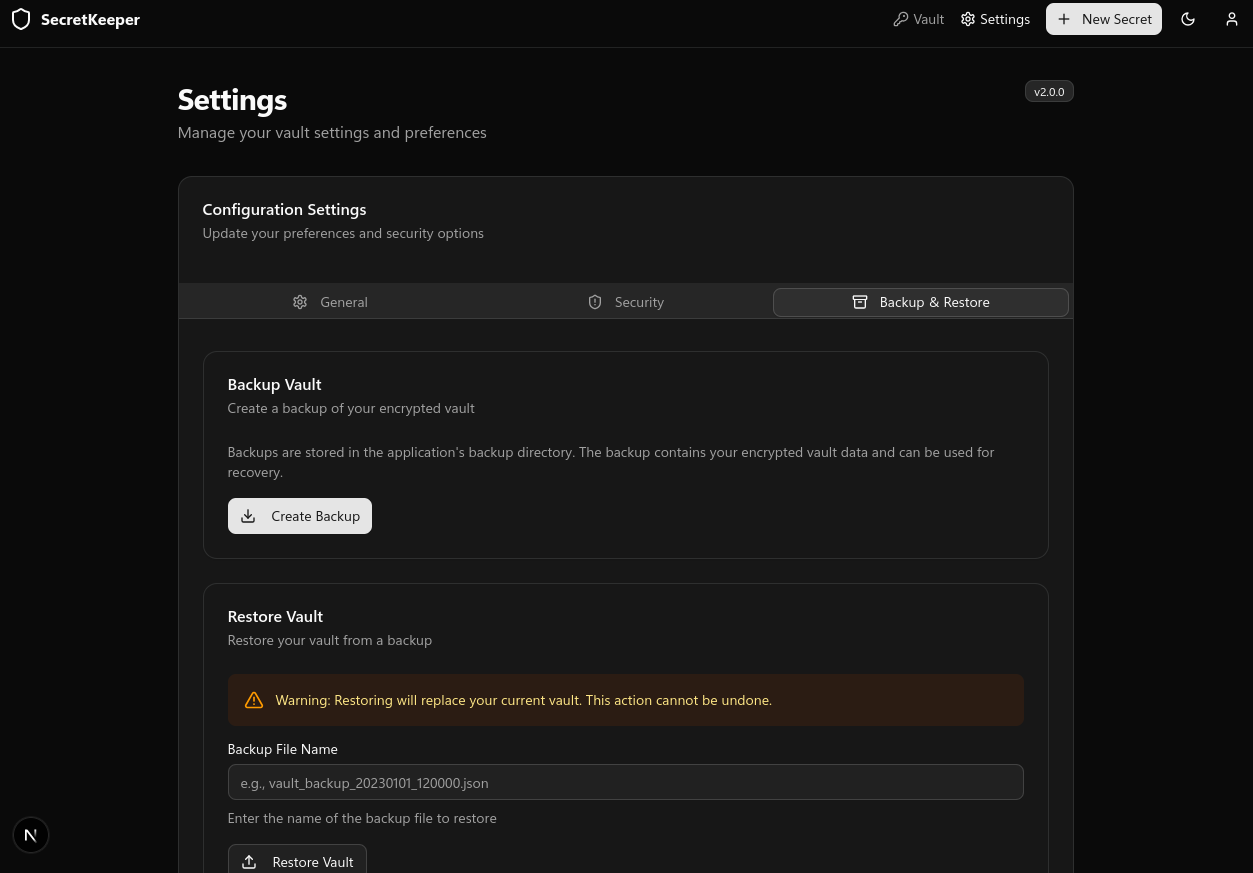 SecretKeeper
Vault
Settings
New Secret
Settings
v2.0.0
Manage your vault settings and preferences
Configuration Settings
Update your preferences and security options
General
Security
Backup & Restore
Backup Vault
Create a backup of your encrypted vault
Backups are stored in the application's backup directory. The backup contains your encrypted vault data and can be used for
recovery.
Create Backup
Restore Vault
Restore your vault from a backup
Warning: Restoring will replace your current vault. This action cannot be undone.
Backup File Name
e.g., vault_backup_20230101_120000.json
Enter the name of the backup file to restore
N
Restore Vault